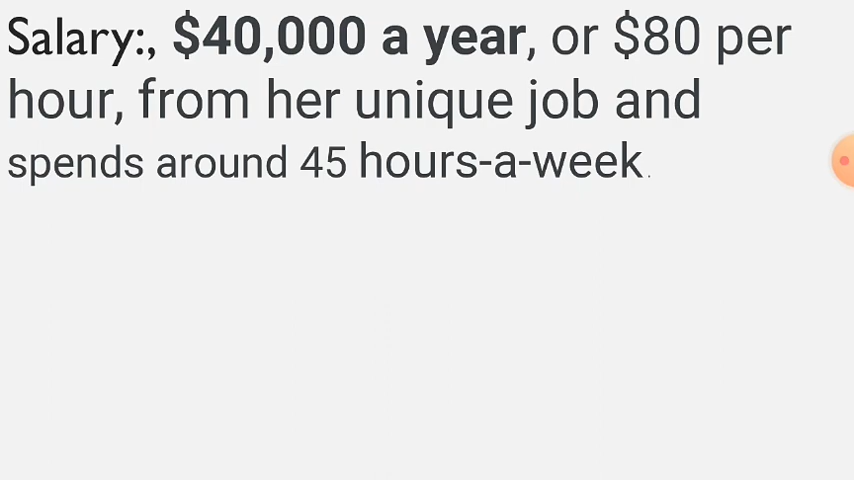 Salary:, $40,000 a year, or $80 per
hour, from her unique job and
spends around 45 hours-a-week.